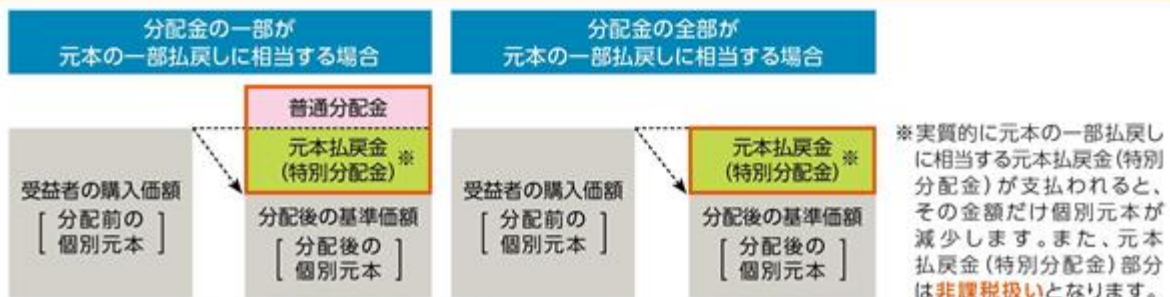 分配金の一部が
元本の一部払戻しに相当する場合
普通分配金
元本払戻金
(特別分配金)
※
受益者の購入価額
[ 分配前の
個別元本 ]
分配後の基準価額
[ 分配後の
個別元本 ]
分配金の全部が
元本の一部払戻しに相当する場合
元本払戻金
(特別分配金)
※
受益者の購入価額
[ 分配前の
個別元本 ]
分配後の基準価額
[ 分配後の
個別元本 ]
※実質的に元本の一部払戻し
に相当する元本払戻金(特別
分配金)が支払われると、
その金額だけ個別元本が
減少します。また、元本
払戻金(特別分配金)部分
は非課税扱いとなります。